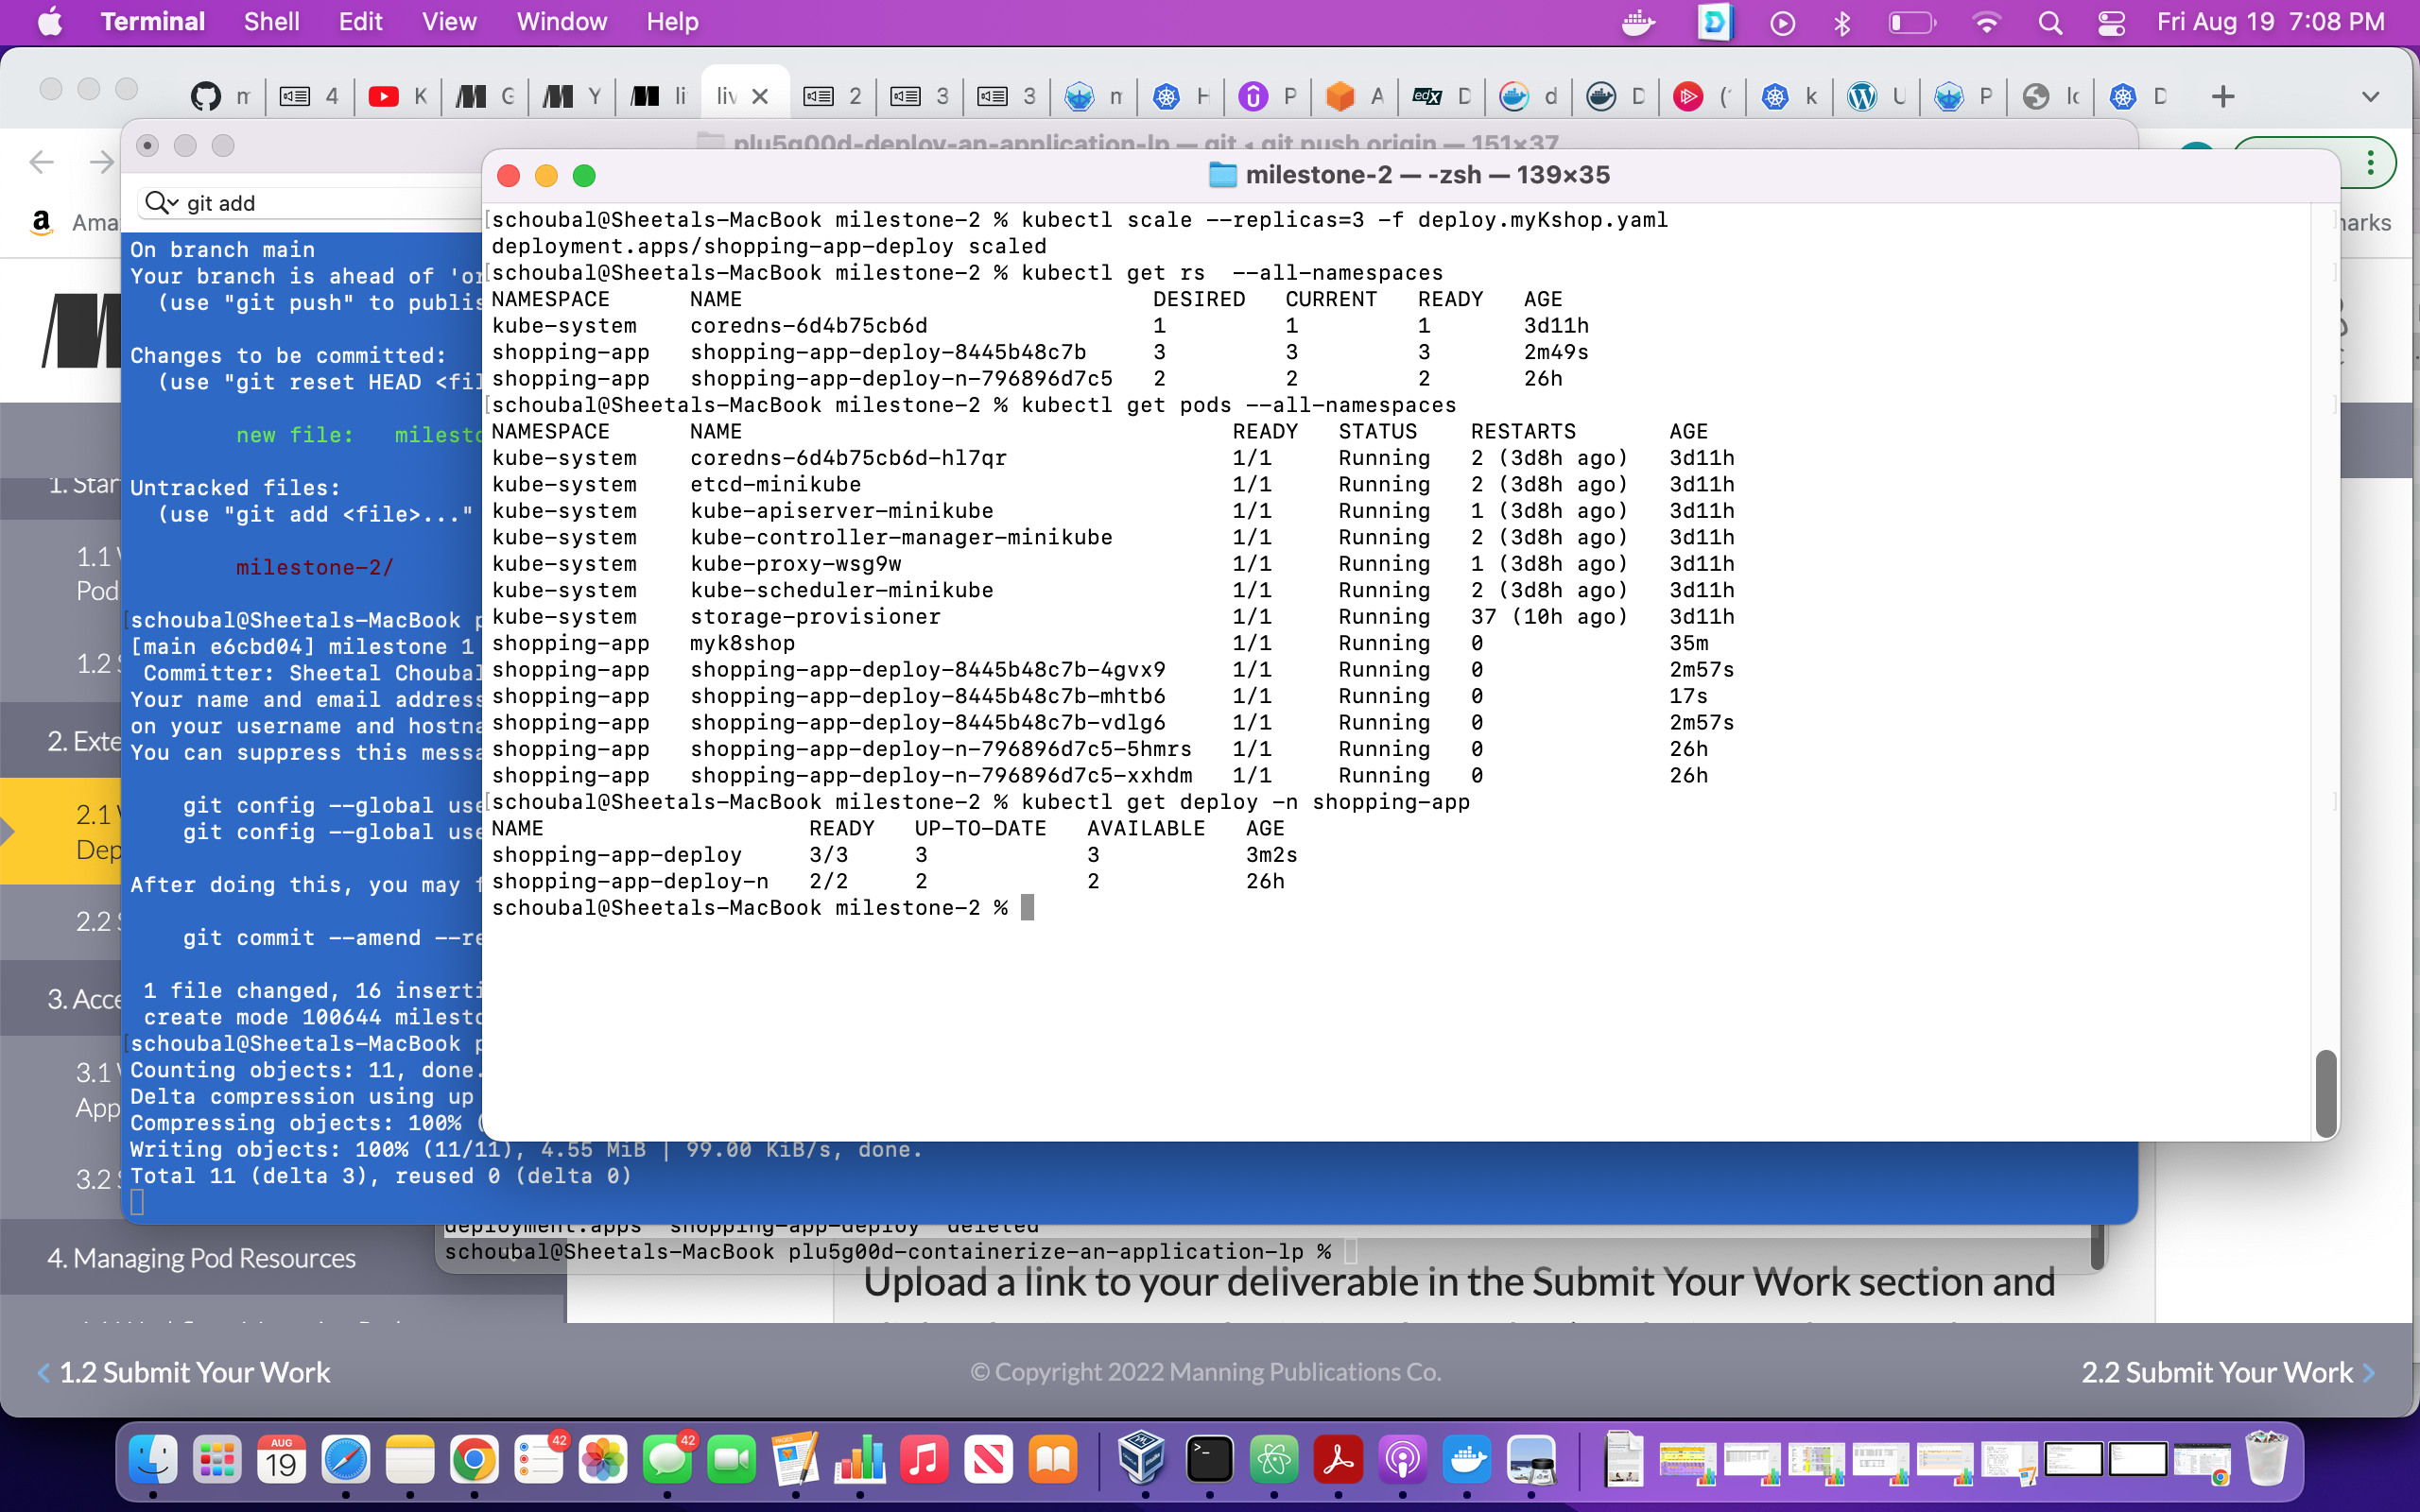 Terminal Shell Edit View Window Help Fri Aug 19 7:08 PM
4 K G Y li liv 2 3 3 H P A edX D d D k U P D
plu5g00d-deploy-an-application-lp — git ◂ git push origin — 151×37
milestone-2 — -zsh — 139×35
git add
a Ama
arks
On branch main
Your branch is ahead of 'or
(use "git push" to publis
Changes to be committed:
(use "git reset HEAD <fil
new file: milesto
Untracked files:
(use "git add <file>..."
milestone-2/
schoubal@Sheetals-MacBook p
[main e6cbd04] milestone 1
Committer: Sheetal Choubal
Your name and email address
on your username and hostna
You can suppress this messa
git config --global use
git config --global use
After doing this, you may f
git commit --amend --re
1 file changed, 16 inserti
create mode 100644 milesto
schoubal@Sheetals-MacBook p
Counting objects: 11, done.
Delta compression using up
Compressing objects: 100% (
Writing objects: 100% (11/11), 4.55 MiB | 99.00 KiB/s, done.
Total 11 (delta 3), reused 0 (delta 0)
schoubal@Sheetals-MacBook milestone-2 % kubectl scale --replicas=3 -f deploy.myKshop.yaml
deployment.apps/shopping-app-deploy scaled
schoubal@Sheetals-MacBook milestone-2 % kubectl get rs --all-namespaces
NAMESPACE NAME DESIRED CURRENT READY AGE
kube-system coredns-6d4b75cb6d 1 1 1 3d11h
shopping-app shopping-app-deploy-8445b48c7b 3 3 3 2m49s
shopping-app shopping-app-deploy-n-796896d7c5 2 2 2 26h
schoubal@Sheetals-MacBook milestone-2 % kubectl get pods --all-namespaces
NAMESPACE NAME READY STATUS RESTARTS AGE
kube-system coredns-6d4b75cb6d-hl7qr 1/1 Running 2 (3d8h ago) 3d11h
kube-system etcd-minikube 1/1 Running 2 (3d8h ago) 3d11h
kube-system kube-apiserver-minikube 1/1 Running 1 (3d8h ago) 3d11h
kube-system kube-controller-manager-minikube 1/1 Running 2 (3d8h ago) 3d11h
kube-system kube-proxy-wsg9w 1/1 Running 1 (3d8h ago) 3d11h
kube-system kube-scheduler-minikube 1/1 Running 2 (3d8h ago) 3d11h
kube-system storage-provisioner 1/1 Running 37 (10h ago) 3d11h
shopping-app myk8shop 1/1 Running 0 35m
shopping-app shopping-app-deploy-8445b48c7b-4gvx9 1/1 Running 0 2m57s
shopping-app shopping-app-deploy-8445b48c7b-mhtb6 1/1 Running 0 17s
shopping-app shopping-app-deploy-8445b48c7b-vdlg6 1/1 Running 0 2m57s
shopping-app shopping-app-deploy-n-796896d7c5-5hmrs 1/1 Running 0 26h
shopping-app shopping-app-deploy-n-796896d7c5-xxhdm 1/1 Running 0 26h
schoubal@Sheetals-MacBook milestone-2 % kubectl get deploy -n shopping-app
NAME READY UP-TO-DATE AVAILABLE AGE
shopping-app-deploy 3/3 3 3 3m2s
shopping-app-deploy-n 2/2 2 2 26h
schoubal@Sheetals-MacBook milestone-2 %
deployment.apps "shopping-app-deploy" deleted
schoubal@Sheetals-MacBook plu5g00d-containerize-an-application-lp %
1. Star
1.1
Pod
1.2 S
2. Exte
2.1
Dep
2.2 S
3. Acce
3.1
App
3.2 S
4. Managing Pod Resources
Upload a link to your deliverable in the Submit Your Work section and
1.2 Submit Your Work
© Copyright 2022 Manning Publications Co.
2.2 Submit Your Work
AUG 19 42 42 PAGES